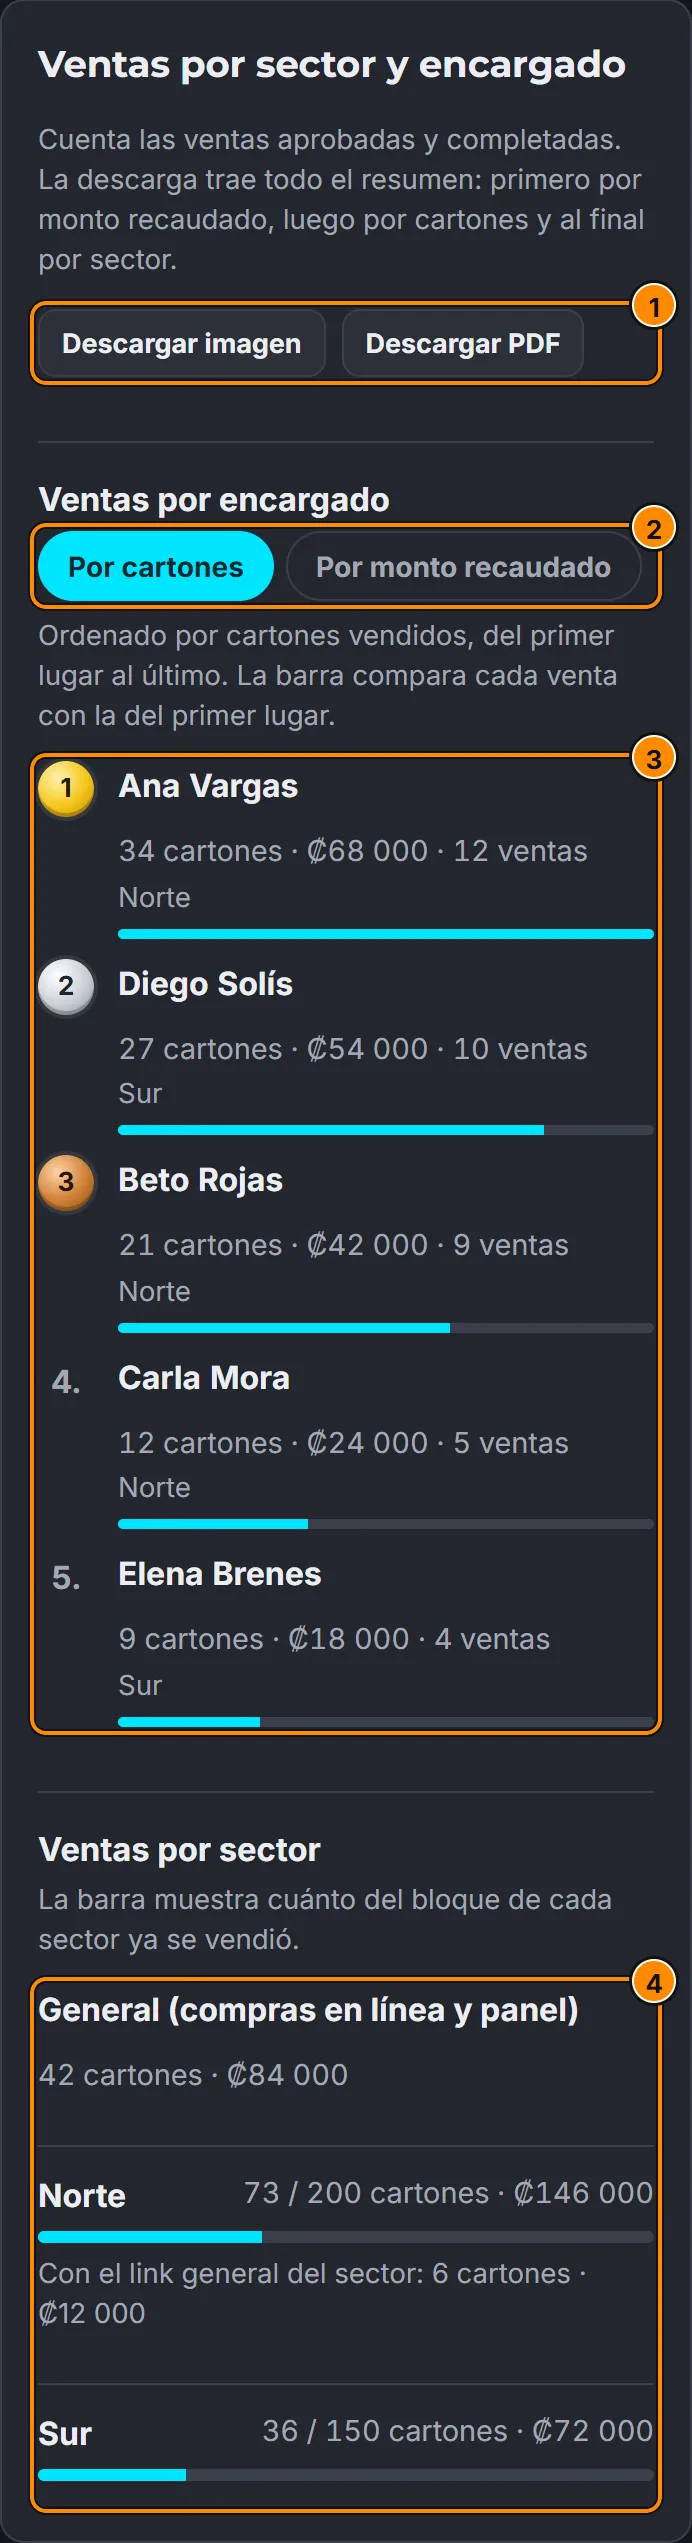 Ventas por sector y encargado
Cuenta las ventas aprobadas y completadas.
La descarga trae todo el resumen: primero por
monto recaudado, luego por cartones y al final
por sector.
1
Descargar imagen
Descargar PDF
Ventas por encargado
2
Por cartones
Por monto recaudado
Ordenado por cartones vendidos, del primer
lugar al último. La barra compara cada venta
con la del primer lugar.
3
1 Ana Vargas
34 cartones · ₡68 000 · 12 ventas
Norte
2 Diego Solís
27 cartones · ₡54 000 · 10 ventas
Sur
3 Beto Rojas
21 cartones · ₡42 000 · 9 ventas
Norte
4. Carla Mora
12 cartones · ₡24 000 · 5 ventas
Norte
5. Elena Brenes
9 cartones · ₡18 000 · 4 ventas
Sur
Ventas por sector
La barra muestra cuánto del bloque de cada
sector ya se vendió.
4
General (compras en línea y panel)
42 cartones · ₡84 000
Norte 73 / 200 cartones · ₡146 000
Con el link general del sector: 6 cartones ·
₡12 000
Sur 36 / 150 cartones · ₡72 000